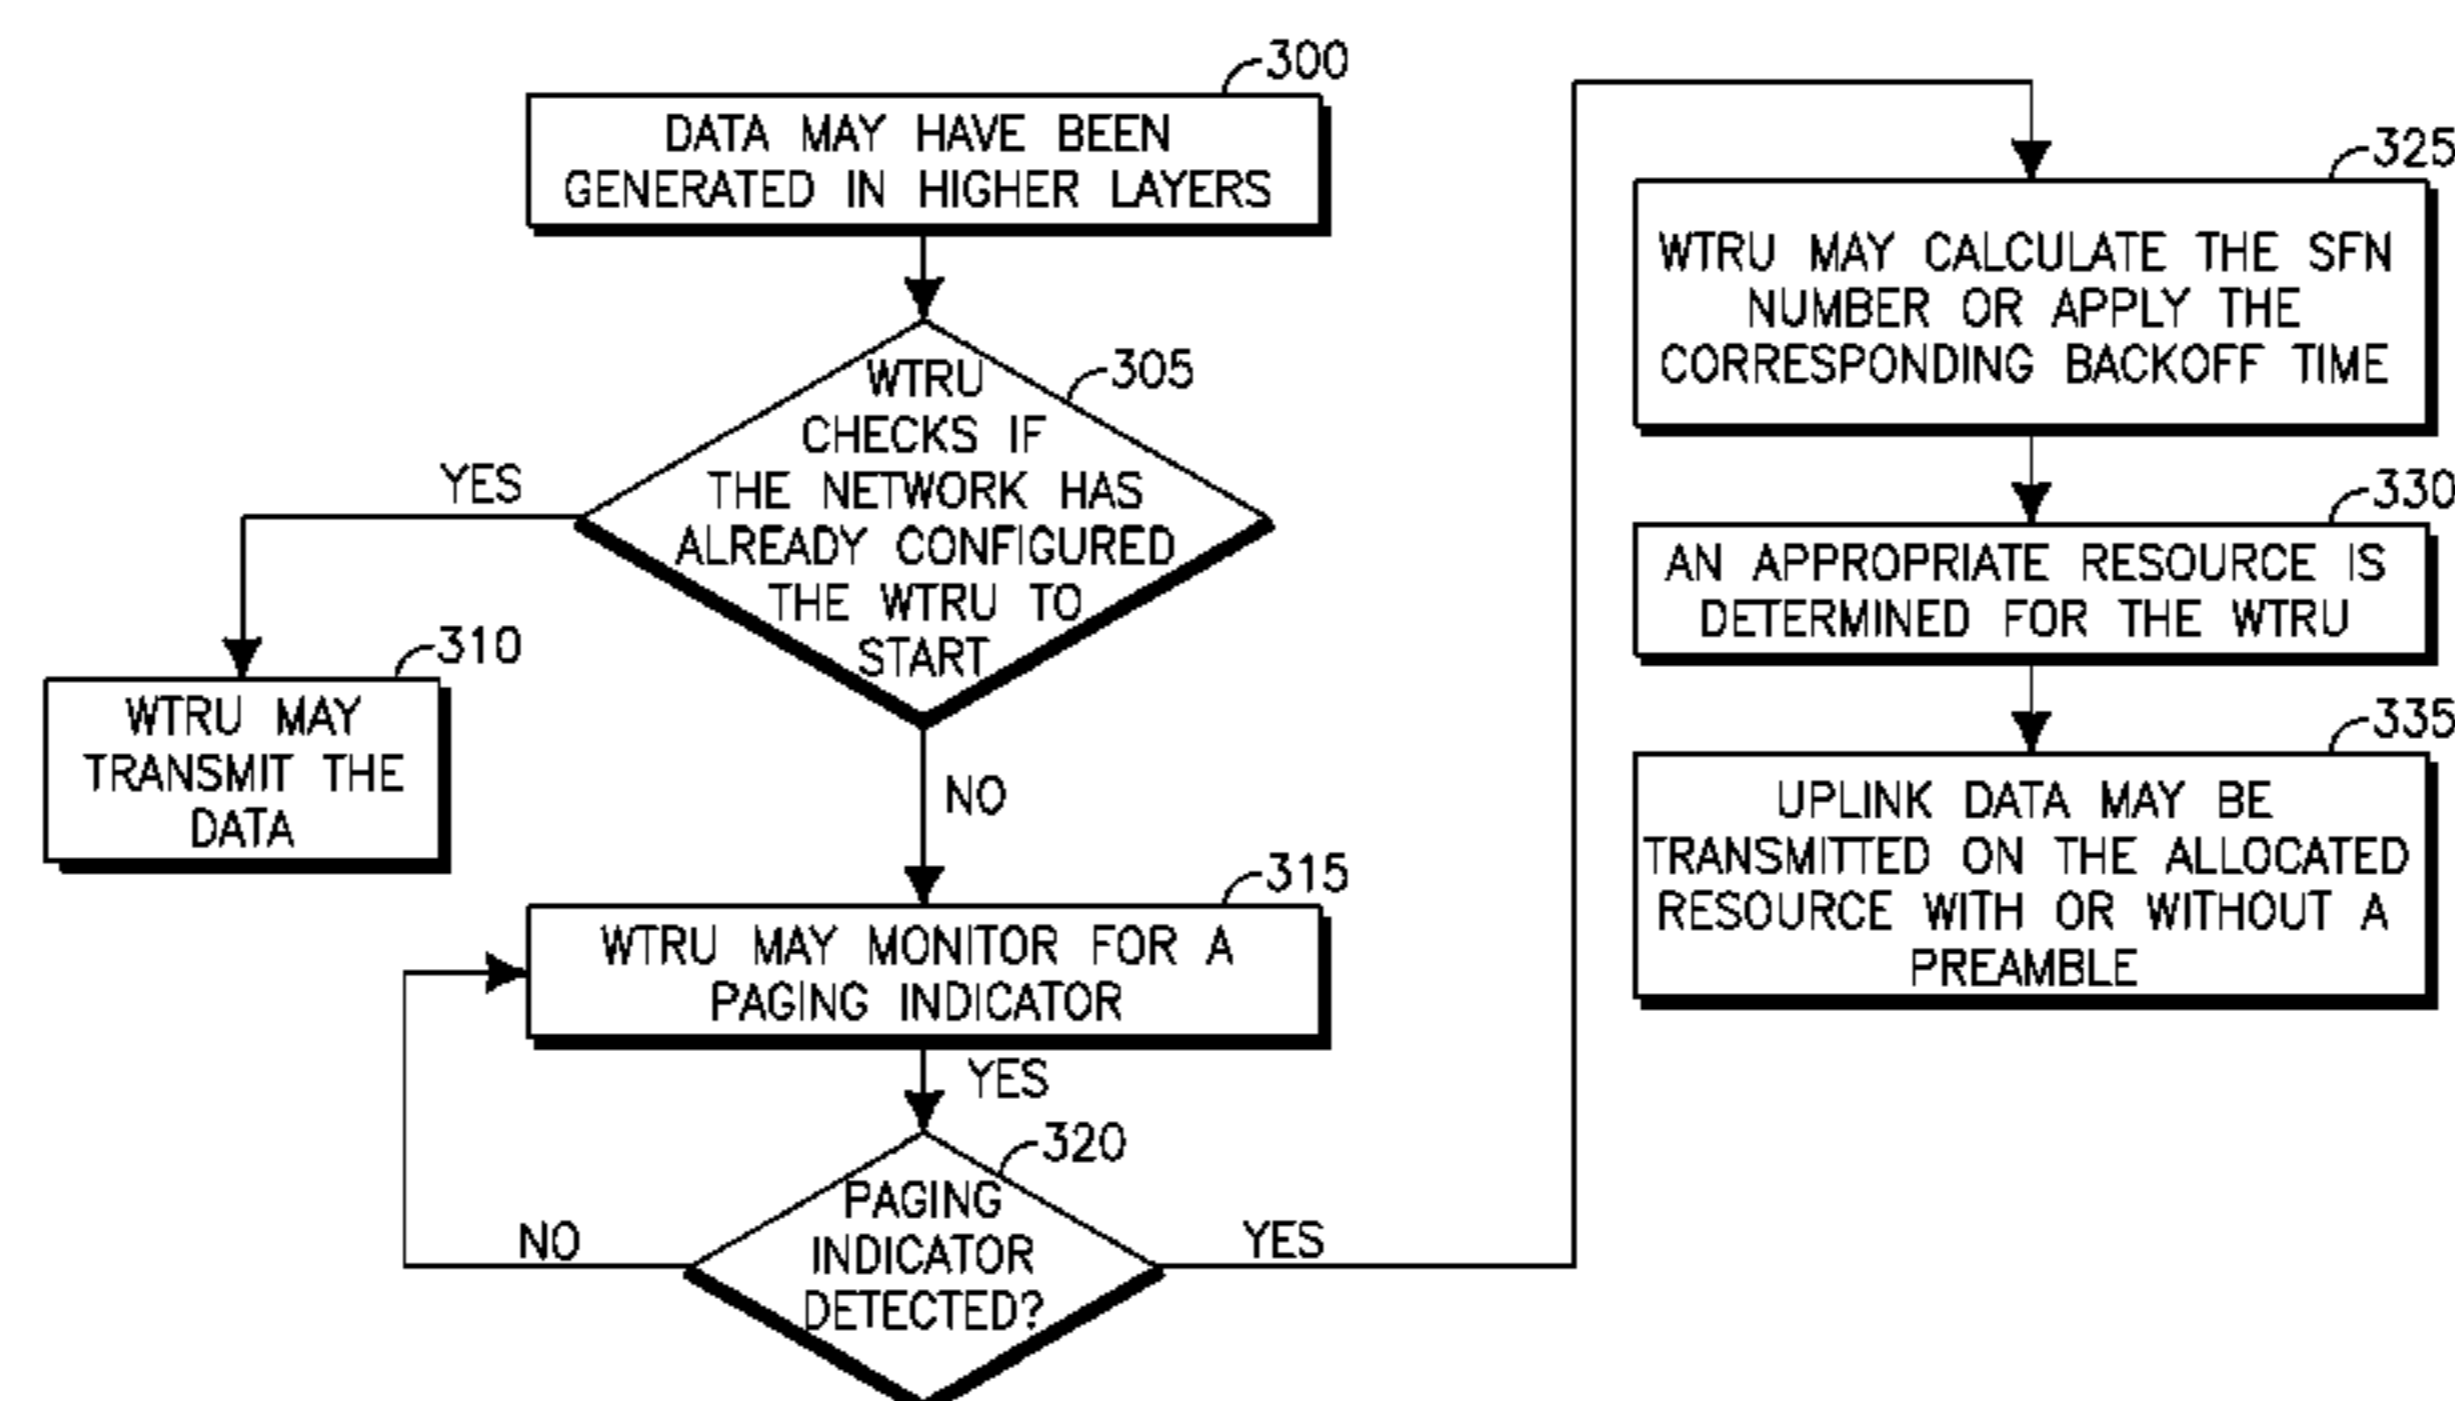 300
DATA MAY HAVE BEEN
GENERATED IN HIGHER LAYERS
305
WTRU
CHECKS IF
THE NETWORK HAS
ALREADY CONFIGURED
THE WTRU TO
START
YES
310
WTRU MAY
TRANSMIT THE
DATA
NO
315
WTRU MAY MONITOR FOR A
PAGING INDICATOR
YES
320
PAGING
INDICATOR
DETECTED?
NO
YES
325
WTRU MAY CALCULATE THE SFN
NUMBER OR APPLY THE
CORRESPONDING BACKOFF TIME
330
AN APPROPRIATE RESOURCE IS
DETERMINED FOR THE WTRU
335
UPLINK DATA MAY BE
TRANSMITTED ON THE ALLOCATED
RESOURCE WITH OR WITHOUT A
PREAMBLE